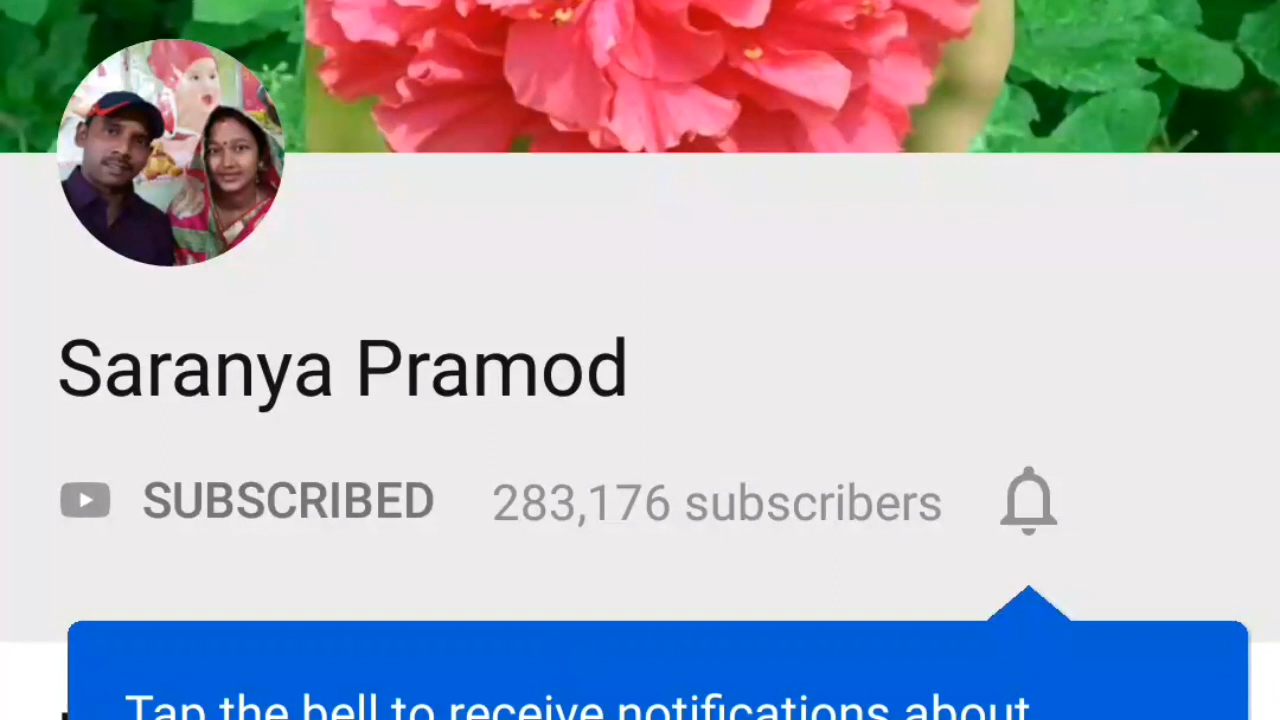 Saranya Pramod
SUBSCRIBED 283,176 subscribers
Tap the bell to receive notifications about